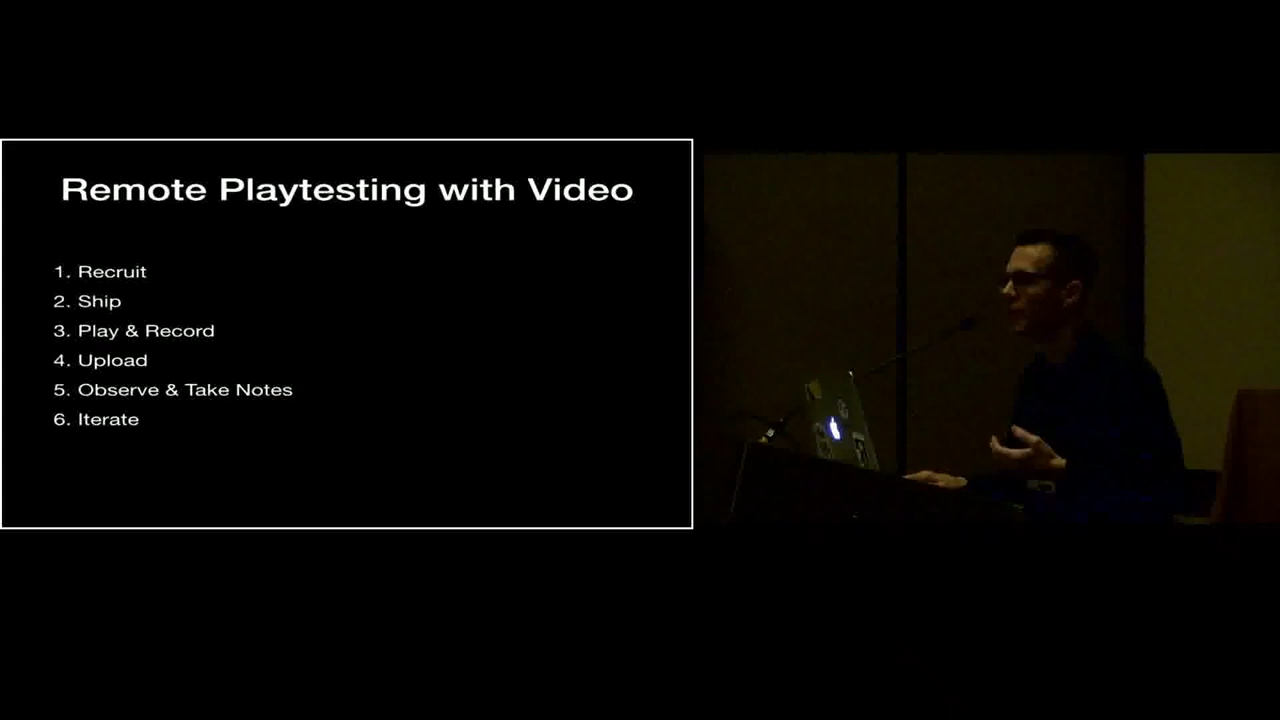 Remote Playtesting with Video
1. Recruit
2. Ship
3. Play & Record
4. Upload
5. Observe & Take Notes
6. Iterate